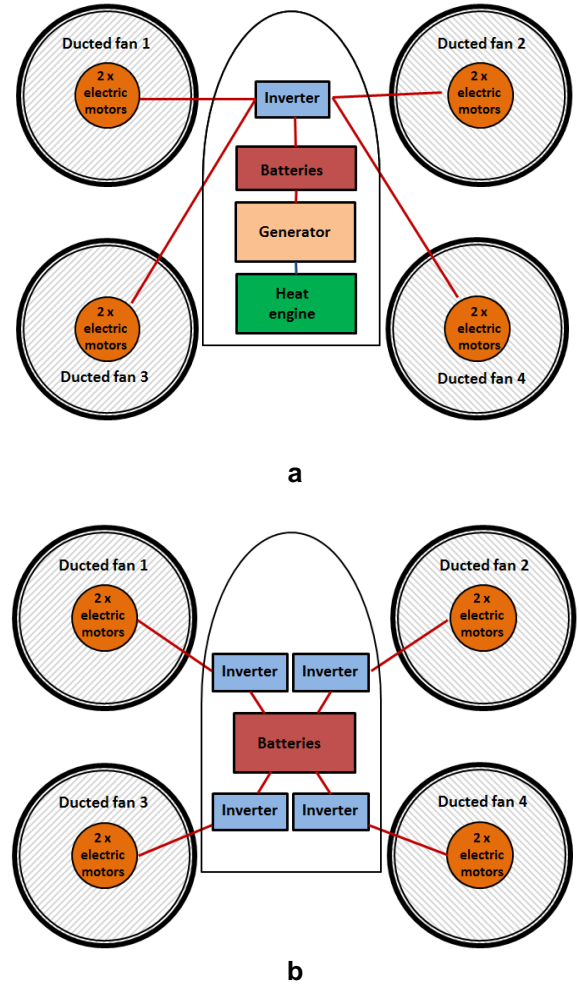 Ducted fan 1
2 x
electric
motors
Ducted fan 2
2 x
electric
motors
Inverter
Batteries
Generator
Heat
engine
2 x
electric
motors
Ducted fan 3
2 x
electric
motors
Ducted fan 4
a
Ducted fan 1
2 x
electric
motors
Ducted fan 2
2 x
electric
motors
Inverter
Inverter
Batteries
Inverter
Inverter
Ducted fan 3
2 x
electric
motors
Ducted fan 4
2 x
electric
motors
b